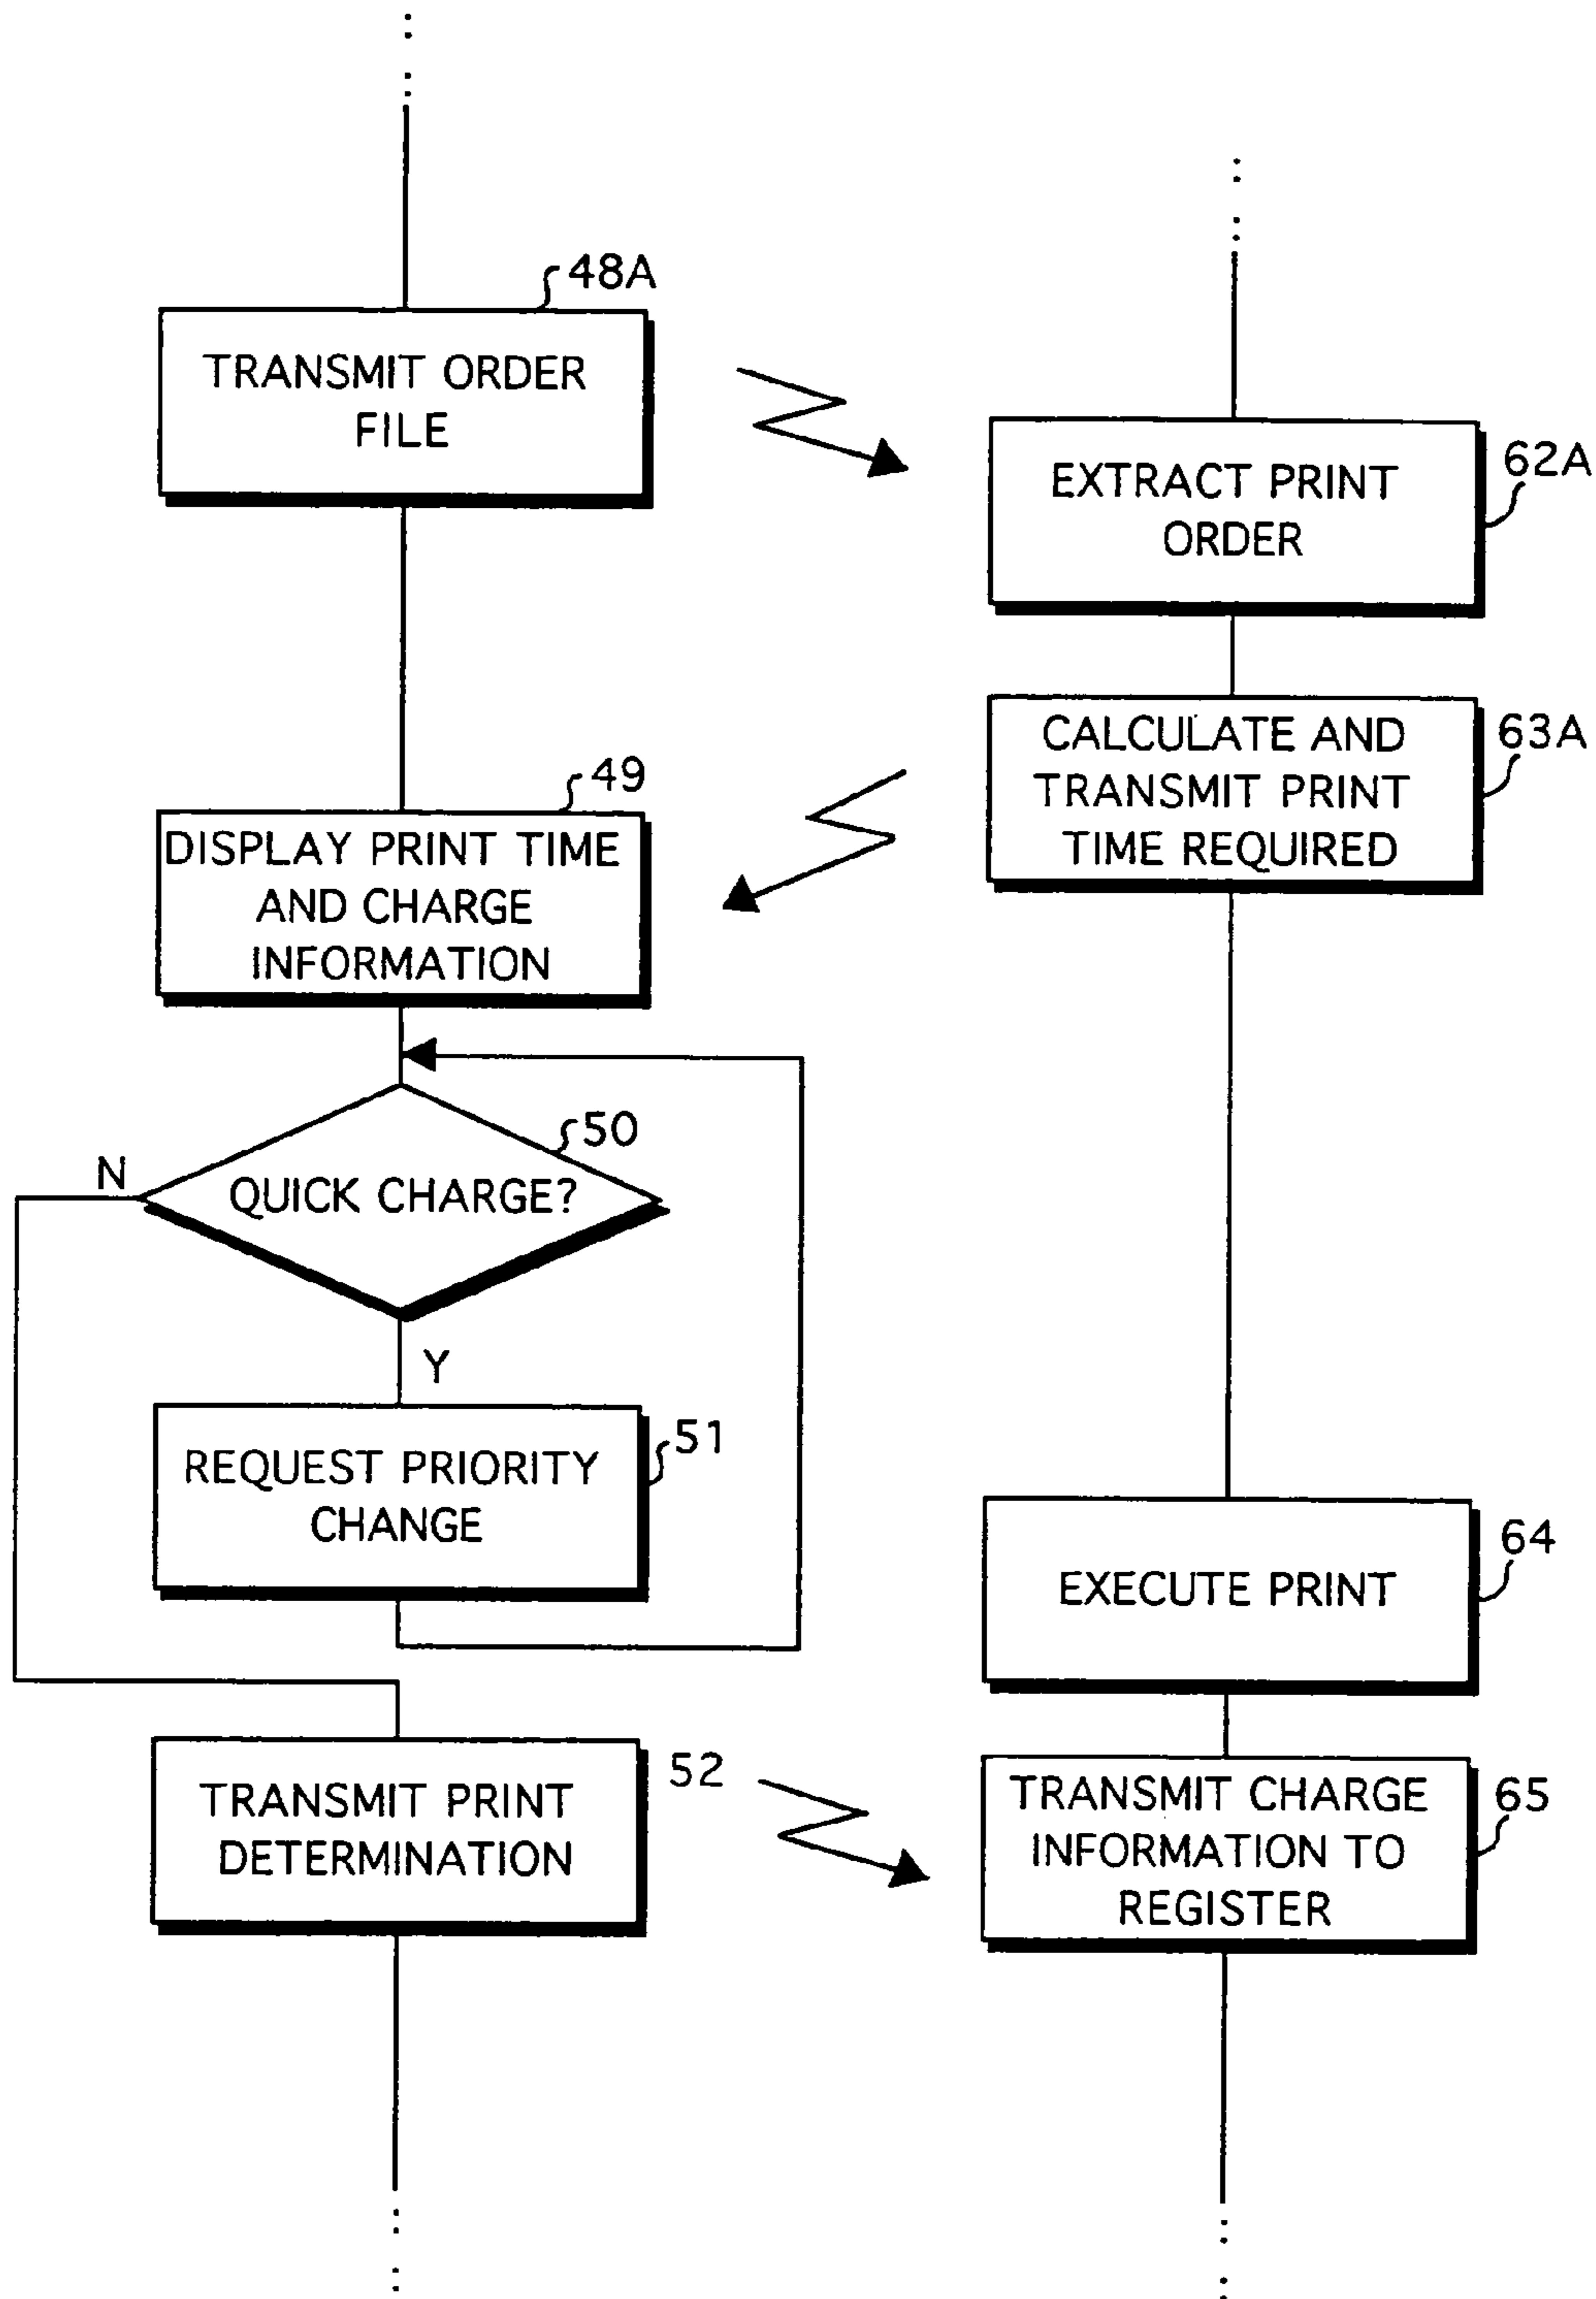 48A
TRANSMIT ORDER
FILE
62A
EXTRACT PRINT
ORDER
63A
CALCULATE AND
TRANSMIT PRINT
TIME REQUIRED
49
DISPLAY PRINT TIME
AND CHARGE
INFORMATION
50
N
QUICK CHARGE?
Y
51
REQUEST PRIORITY
CHANGE
64
EXECUTE PRINT
52
TRANSMIT PRINT
DETERMINATION
65
TRANSMIT CHARGE
INFORMATION TO
REGISTER